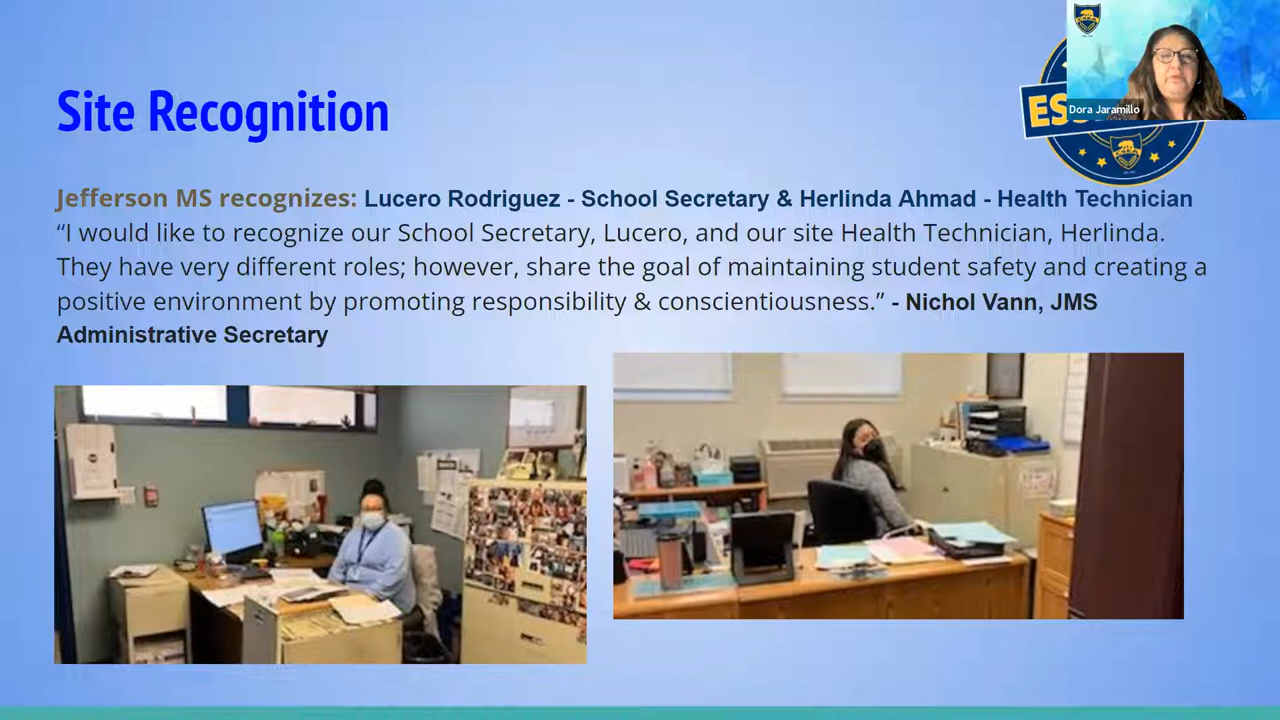 Site Recognition
Dora Jaramillo
ES
Jefferson MS recognizes: Lucero Rodriguez - School Secretary & Herlinda Ahmad - Health Technician
“I would like to recognize our School Secretary, Lucero, and our site Health Technician, Herlinda.
They have very different roles; however, share the goal of maintaining student safety and creating a
positive environment by promoting responsibility & conscientiousness.” - Nichol Vann, JMS
Administrative Secretary